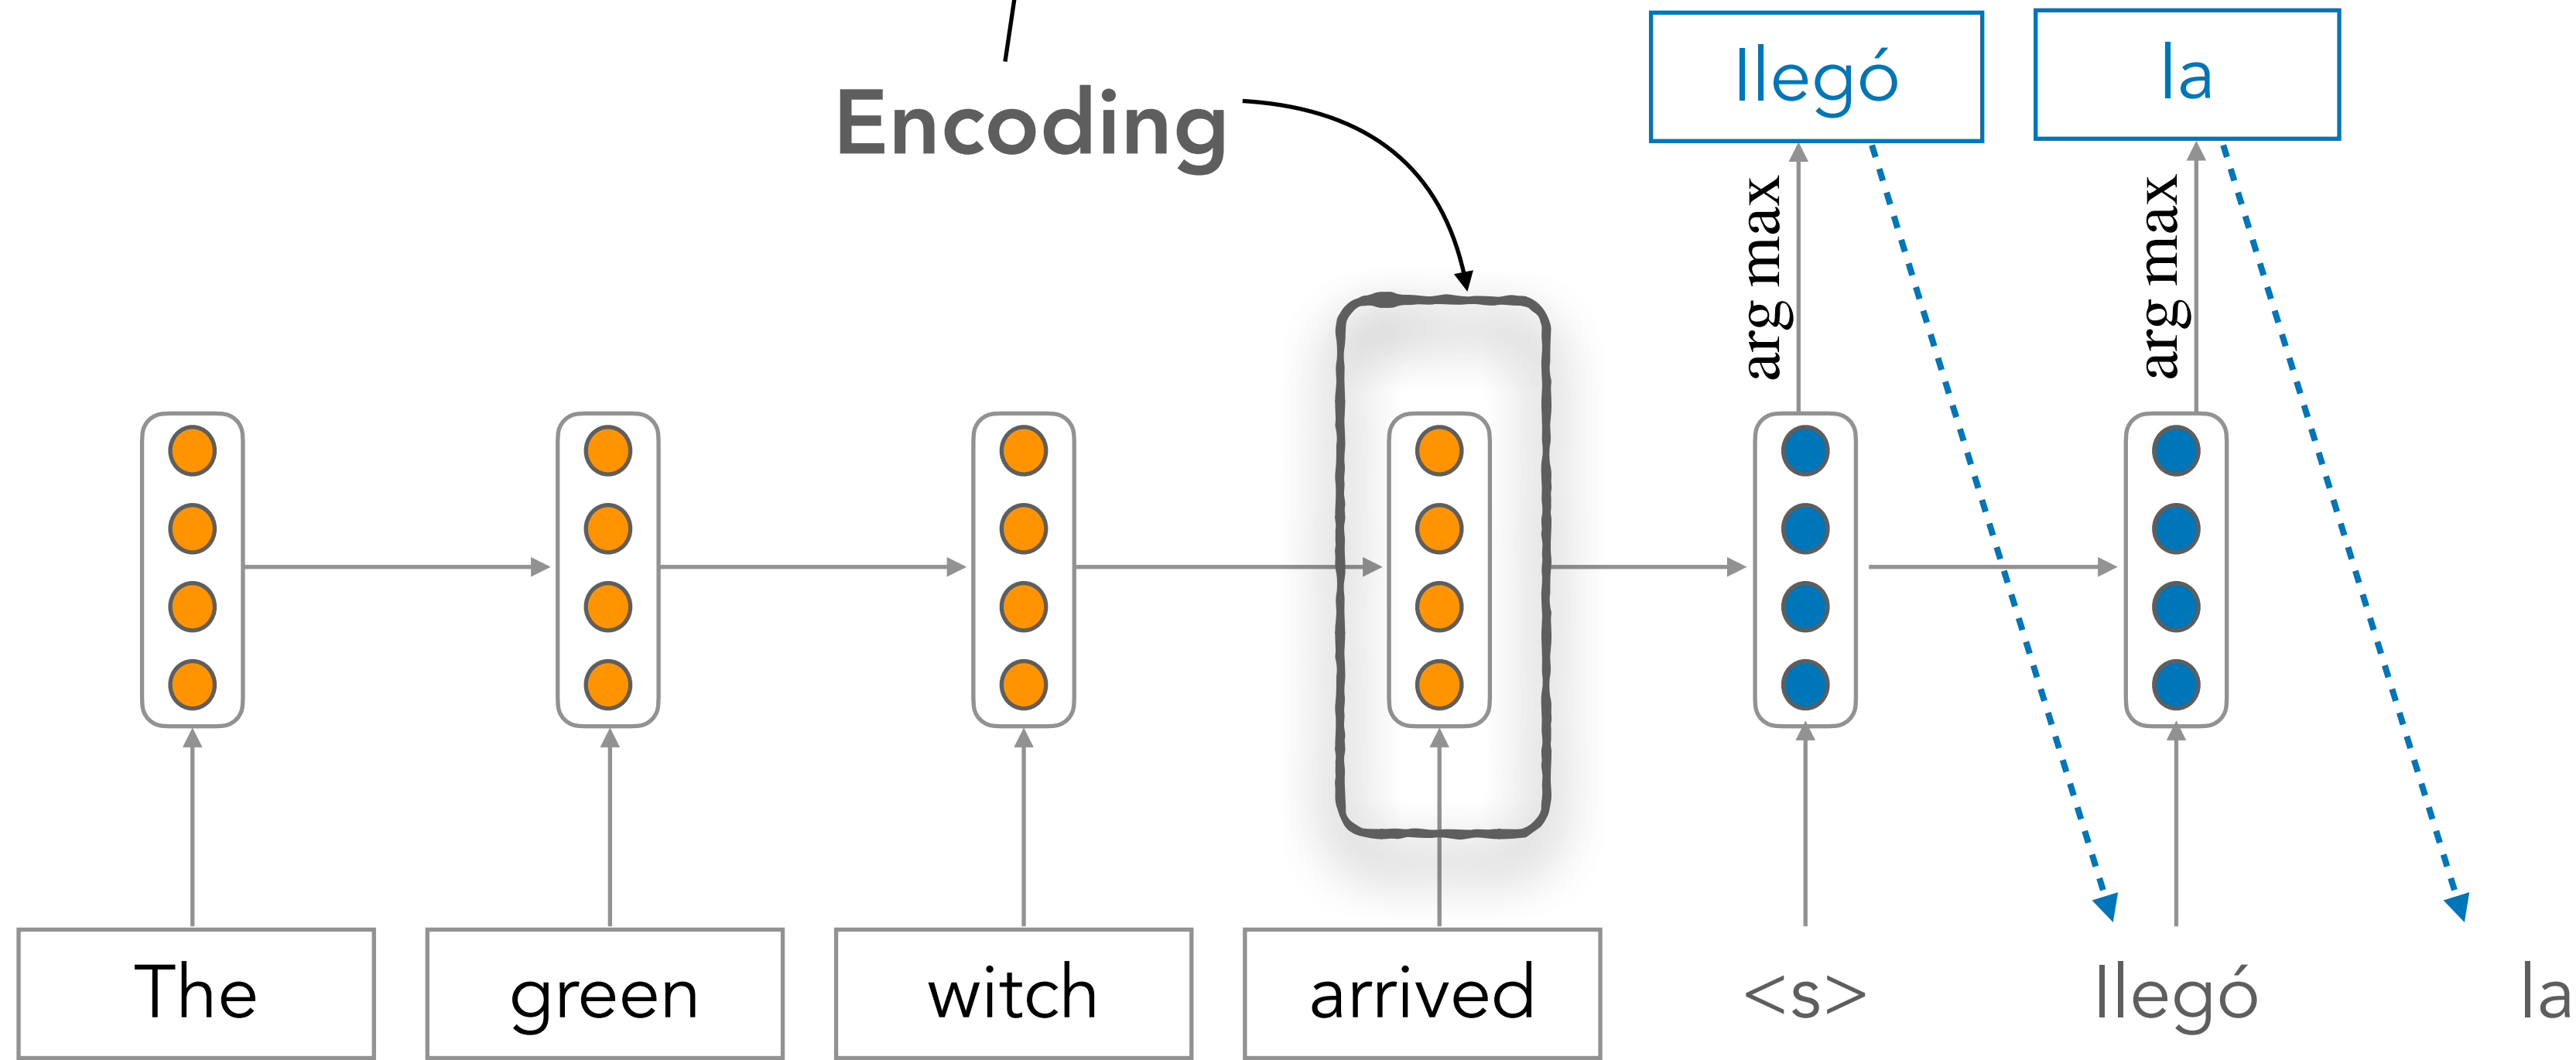 llegó la
Encoding
arg max arg max
The green witch arrived <s> llegó la